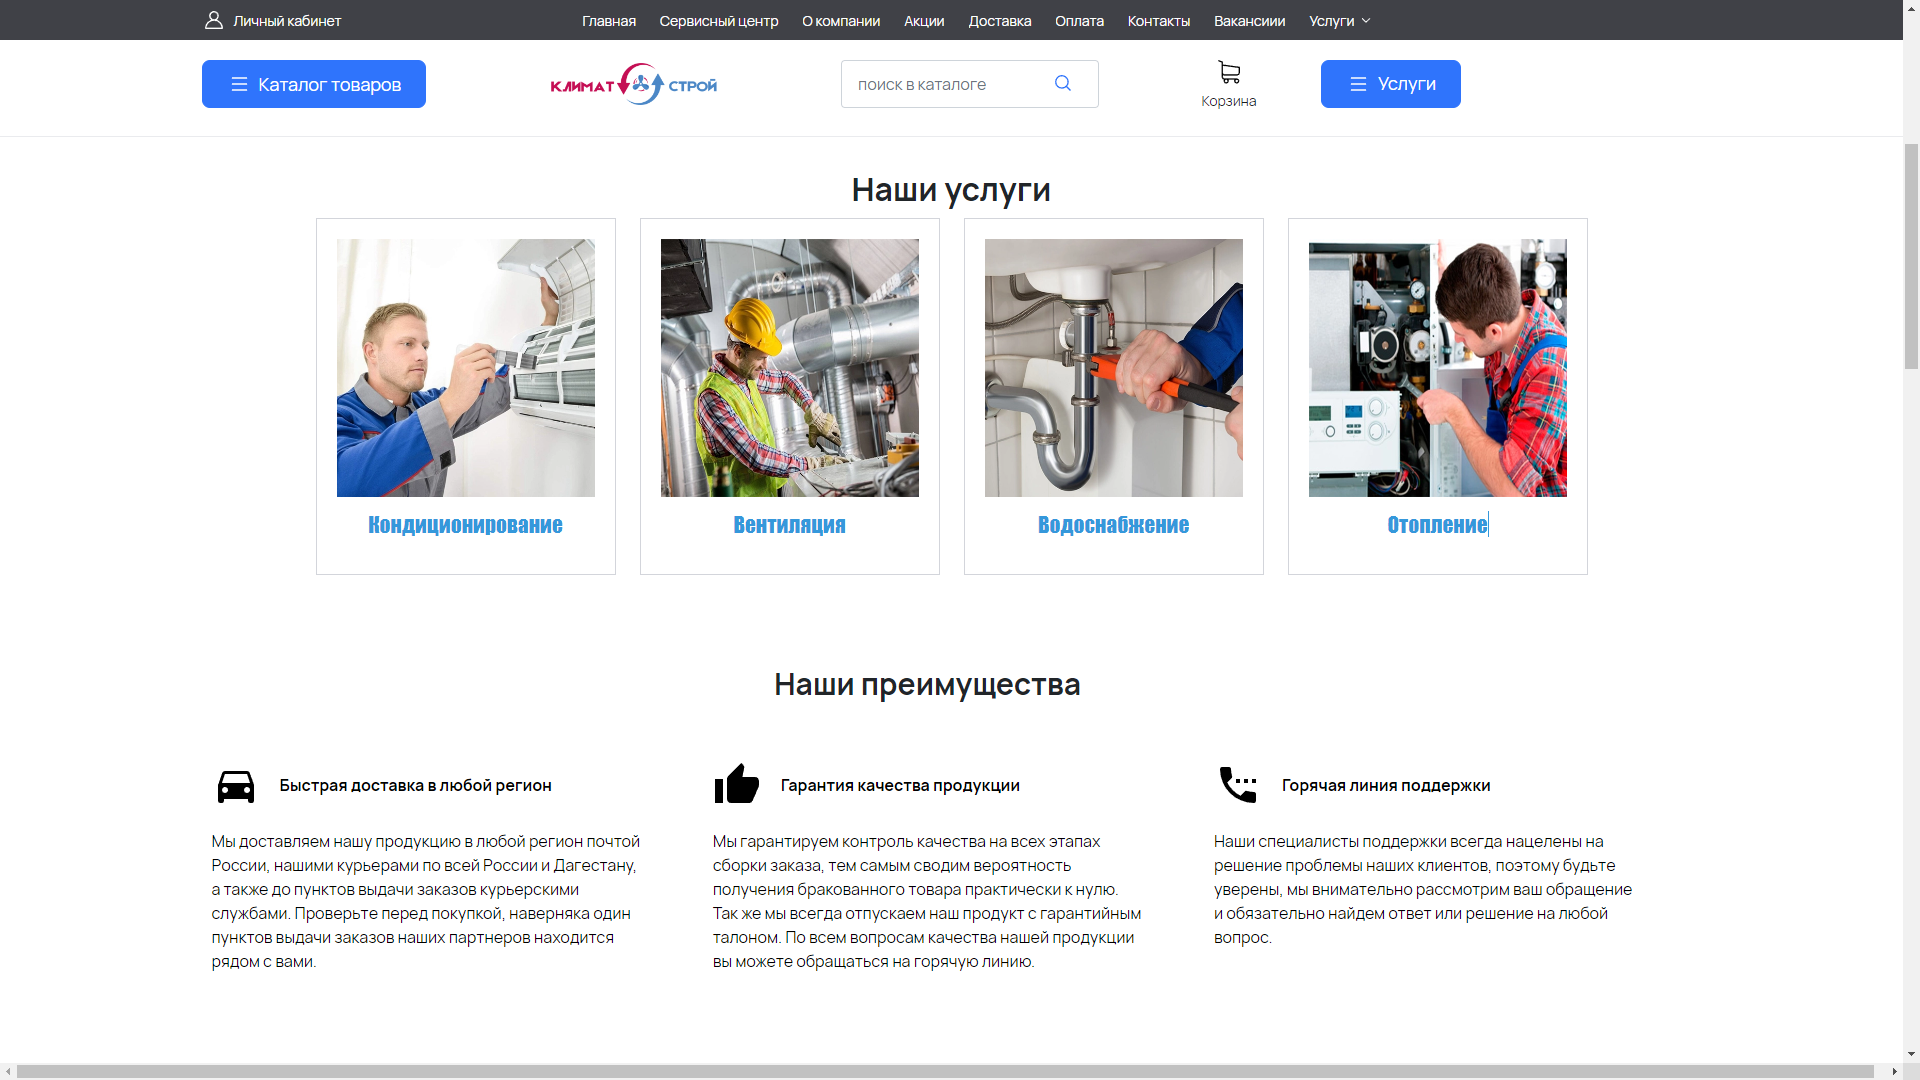 Личный кабинет
Главная Сервисный центр О компании Акции Доставка Оплата Контакты Вакансиии Услуги
Каталог товаров
КЛИМАТ СТРОЙ
поиск в каталоге
Корзина
Услуги
Наши услуги
Кондиционирование
Вентиляция
Водоснабжение
Отопление
Наши преимущества
Быстрая доставка в любой регион
Мы доставляем нашу продукцию в любой регион почтой
России, нашими курьерами по всей России и Дагестану,
а также до пунктов выдачи заказов курьерскими
службами. Проверьте перед покупкой, наверняка один
пунктов выдачи заказов наших партнеров находится
рядом с вами.
Гарантия качества продукции
Мы гарантируем контроль качества на всех этапах
сборки заказа, тем самым сводим вероятность
получения бракованного товара практически к нулю.
Так же мы всегда отпускаем наш продукт с гарантийным
талоном. По всем вопросам качества нашей продукции
вы можете обращаться на горячую линию.
Горячая линия поддержки
Наши специалисты поддержки всегда нацелены на
решение проблемы наших клиентов, поэтому будьте
уверены, мы внимательно рассмотрим ваш обращение
и обязательно найдем ответ или решение на любой
вопрос.